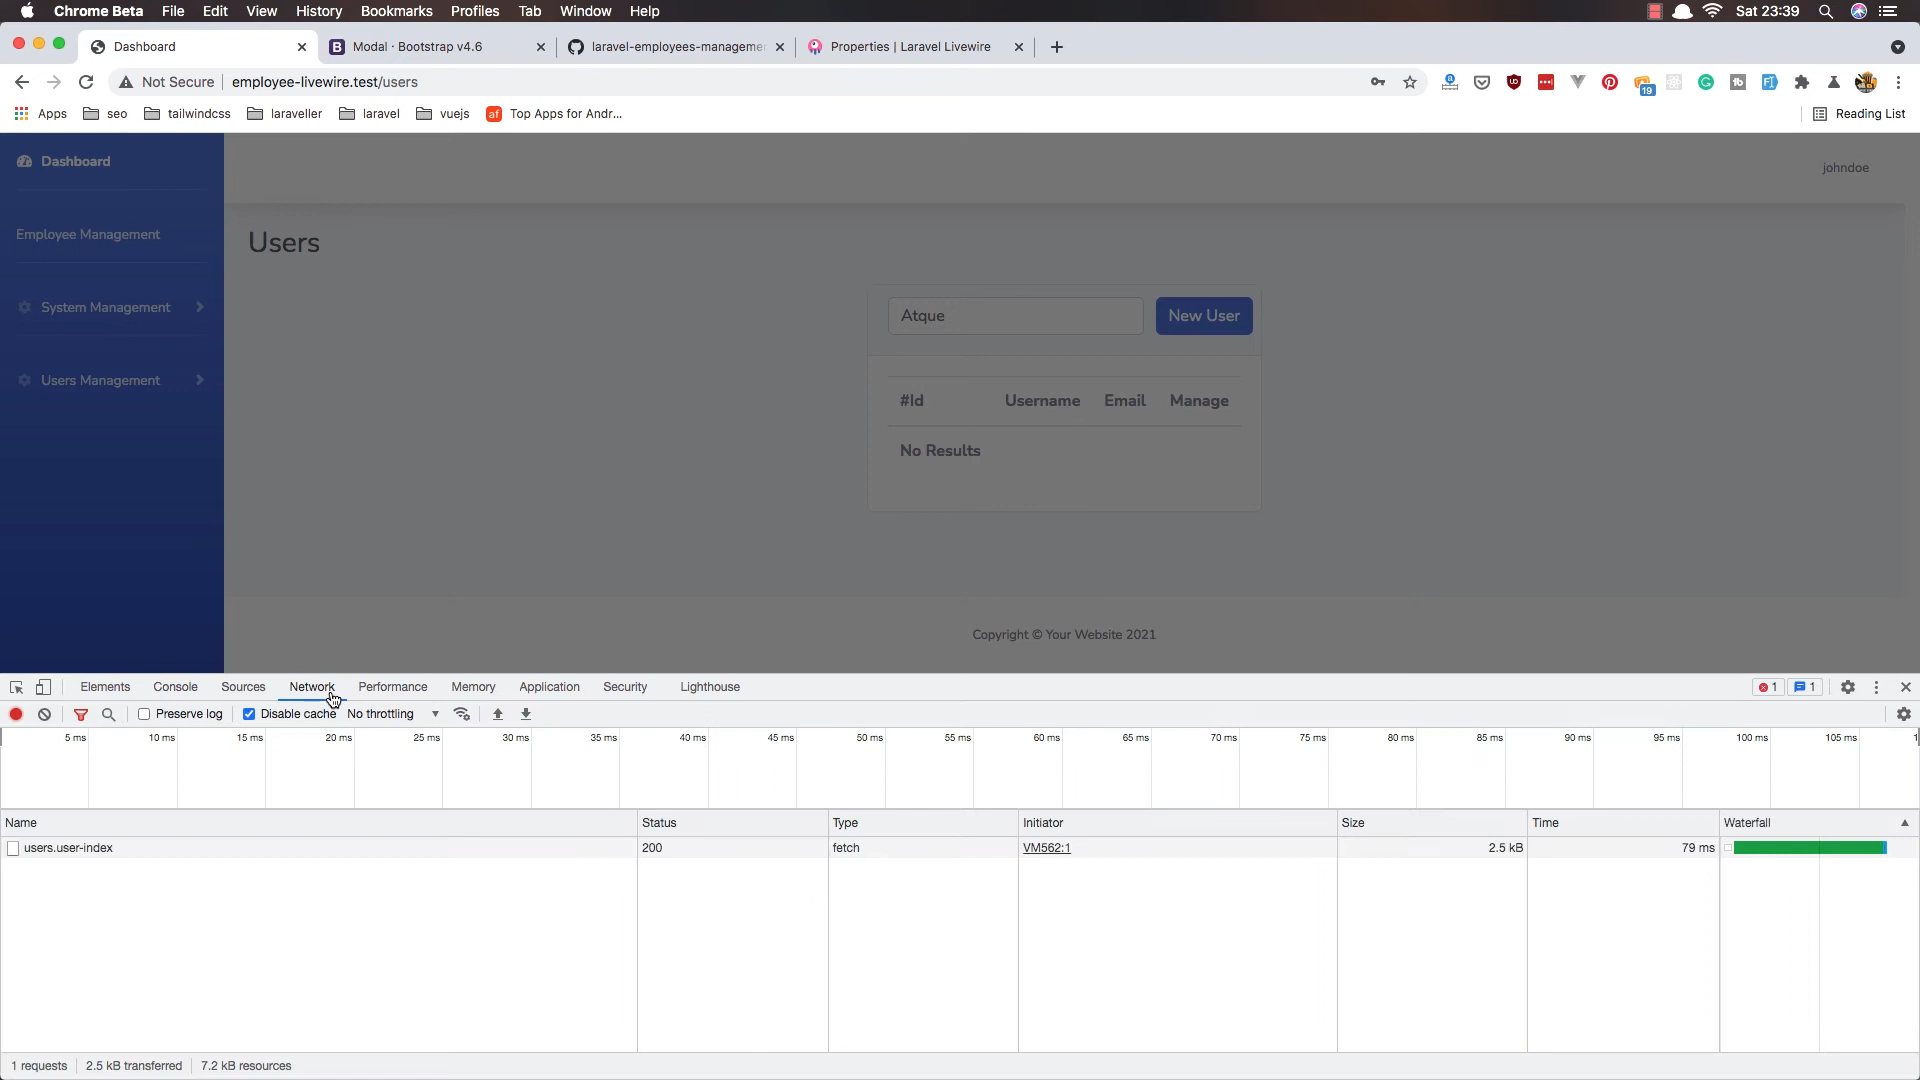 Chrome Beta File Edit View History Bookmarks Profiles Tab Window Help Sat 23:39
Dashboard Modal · Bootstrap v4.6 laravel-employees-managemen Properties | Laravel Livewire
Not Secure employee-livewire.test/users 19
Apps seo tailwindcss laraveller laravel vuejs af Top Apps for Andr... Reading List
Dashboard
johndoe
Employee Management
Users
System Management
Atque New User
Users Management
#Id Username Email Manage
No Results
Copyright © Your Website 2021
Elements Console Sources Network Performance Memory Application Security Lighthouse 1 1
Preserve log Disable cache No throttling
5 ms 10 ms 15 ms 20 ms 25 ms 30 ms 35 ms 40 ms 45 ms 50 ms 55 ms 60 ms 65 ms 70 ms 75 ms 80 ms 85 ms 90 ms 95 ms 100 ms 105 ms 1
Name Status Type Initiator Size Time Waterfall
users.user-index 200 fetch VM562:1 2.5 kB 79 ms
1 requests 2.5 kB transferred 7.2 kB resources